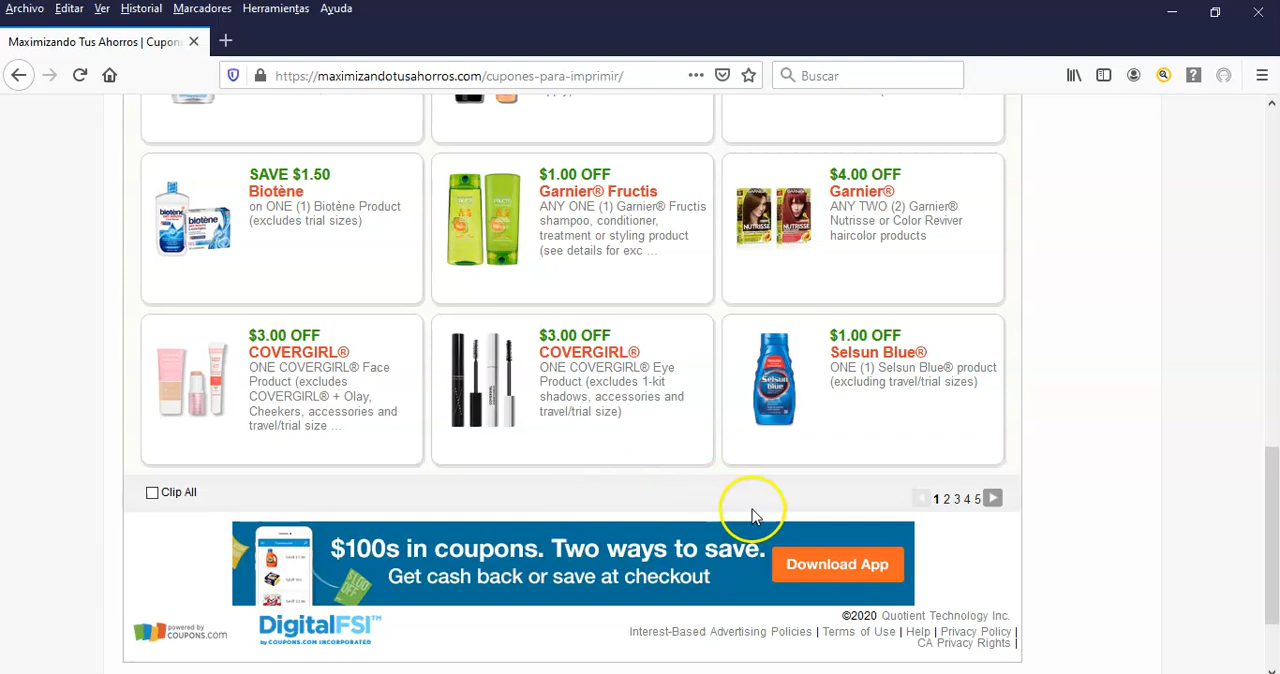 Archivo Editar Ver Historial Marcadores Herramientas Ayuda
Maximizando Tus Ahorros | Cupon
https://maximizandotusahorros.com/cupones-para-imprimir/
Buscar
SAVE $1.50
Biotène
on ONE (1) Biotène Product
(excludes trial sizes)
$1.00 OFF
Garnier® Fructis
ANY ONE (1) Garnier® Fructis
shampoo, conditioner,
treatment or styling product
(see details for exc ...
$4.00 OFF
Garnier®
ANY TWO (2) Garnier®
Nutrisse or Color Reviver
haircolor products
$3.00 OFF
COVERGIRL®
ONE COVERGIRL® Face
Product (excludes
COVERGIRL® + Olay,
Cheekers, accessories and
travel/trial size ...
$3.00 OFF
COVERGIRL®
ONE COVERGIRL® Eye
Product (excludes 1-kit
shadows, accessories and
travel/trial size)
$1.00 OFF
Selsun Blue®
ONE (1) Selsun Blue® product
(excluding travel/trial sizes)
Clip All
1 2 3 4 5
$100s in coupons. Two ways to save.
Get cash back or save at checkout
Download App
powered by
COUPONS.com
DigitalFSI™
by COUPONS.COM INCORPORATED
©2020 Quotient Technology Inc.
Interest-Based Advertising Policies | Terms of Use | Help | Privacy Policy |
CA Privacy Rights |